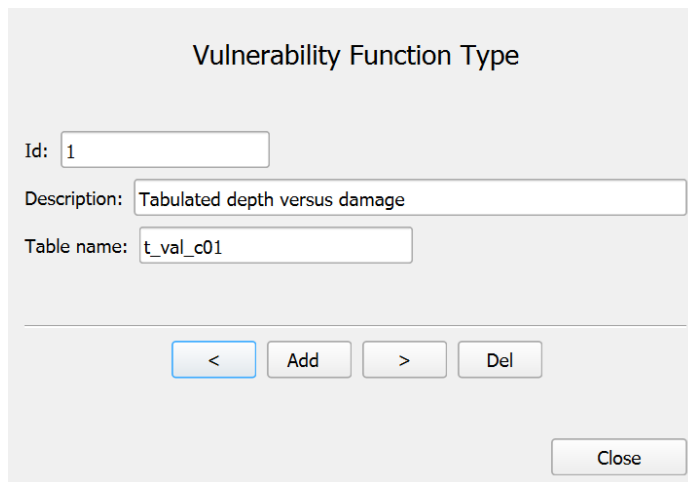 Vulnerability Function Type
Id: 1
Description: Tabulated depth versus damage
Table name: t_val_c01
< Add > Del
Close